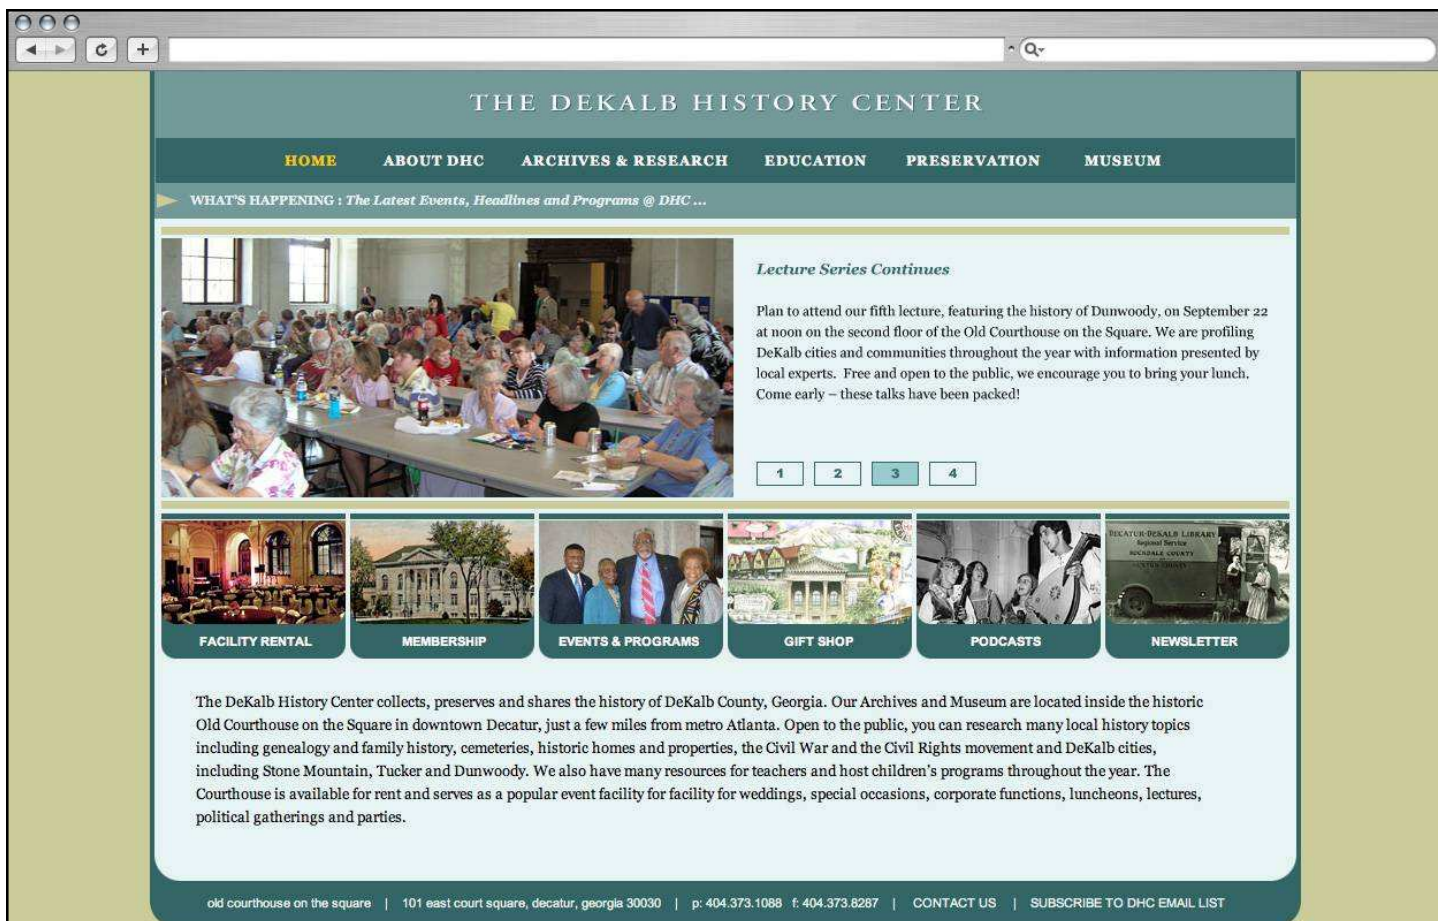 THE DEKALB HISTORY CENTER
HOME ABOUT DHC ARCHIVES & RESEARCH EDUCATION PRESERVATION MUSEUM
WHAT'S HAPPENING : The Latest Events, Headlines and Programs @ DHC ...
Lecture Series Continues
Plan to attend our fifth lecture, featuring the history of Dunwoody, on September 22
at noon on the second floor of the Old Courthouse on the Square. We are profiling
DeKalb cities and communities throughout the year with information presented by
local experts.  Free and open to the public, we encourage you to bring your lunch.
Come early – these talks have been packed!
1 2 3 4
DECATUR-DEKALB LIBRARY
Regional Service
ROCKDALE COUNTY
NEWTON COUNTY
FACILITY RENTAL MEMBERSHIP EVENTS & PROGRAMS GIFT SHOP PODCASTS NEWSLETTER
The DeKalb History Center collects, preserves and shares the history of DeKalb County, Georgia. Our Archives and Museum are located inside the historic
Old Courthouse on the Square in downtown Decatur, just a few miles from metro Atlanta. Open to the public, you can research many local history topics
including genealogy and family history, cemeteries, historic homes and properties, the Civil War and the Civil Rights movement and DeKalb cities,
including Stone Mountain, Tucker and Dunwoody. We also have many resources for teachers and host children's programs throughout the year. The
Courthouse is available for rent and serves as a popular event facility for facility for weddings, special occasions, corporate functions, luncheons, lectures,
political gatherings and parties.
old courthouse on the square | 101 east court square, decatur, georgia 30030 | p: 404.373.1088 f: 404.373.8287 | CONTACT US | SUBSCRIBE TO DHC EMAIL LIST